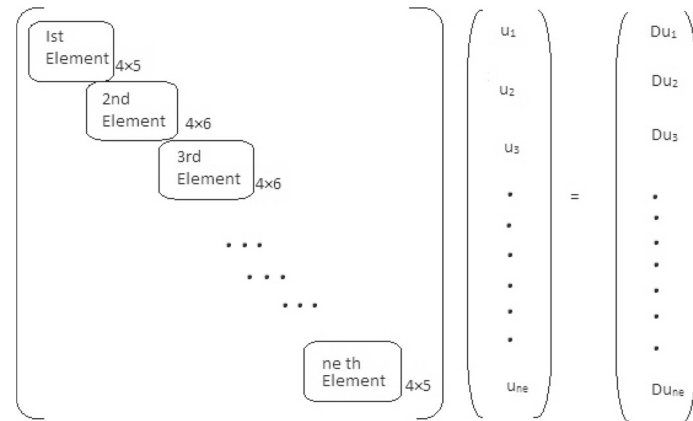 Ist
Element 4×5
2nd
Element 4×6
3rd
Element 4×6
ne th
Element 4×5
u₁
u₂
u₃
uₙₑ
=
Du₁
Du₂
Du₃
Duₙₑ